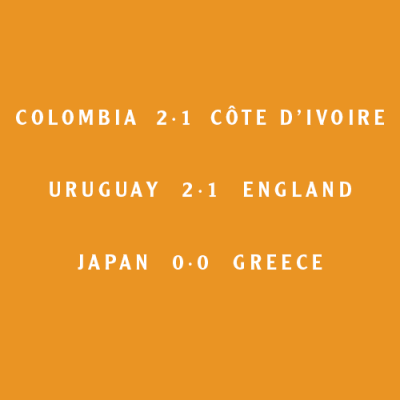 COLOMBIA 2·1 CÔTE D’IVOIRE
URUGUAY 2·1 ENGLAND
JAPAN 0·0 GREECE